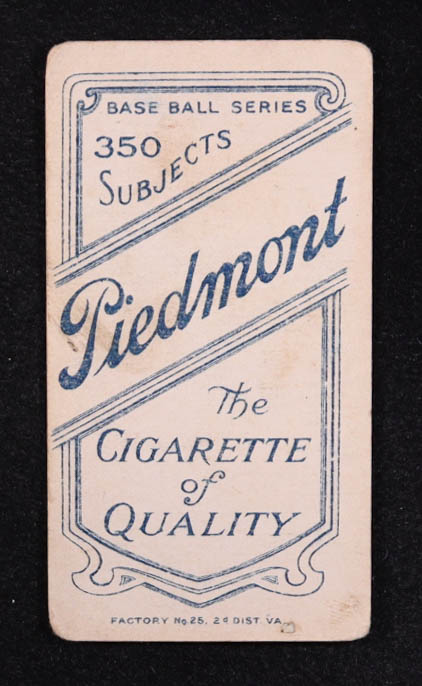 BASE BALL SERIES
350 SUBJECTS
Piedmont
The
CIGARETTE
of
QUALITY
FACTORY No. 25, 2d DIST. VA.